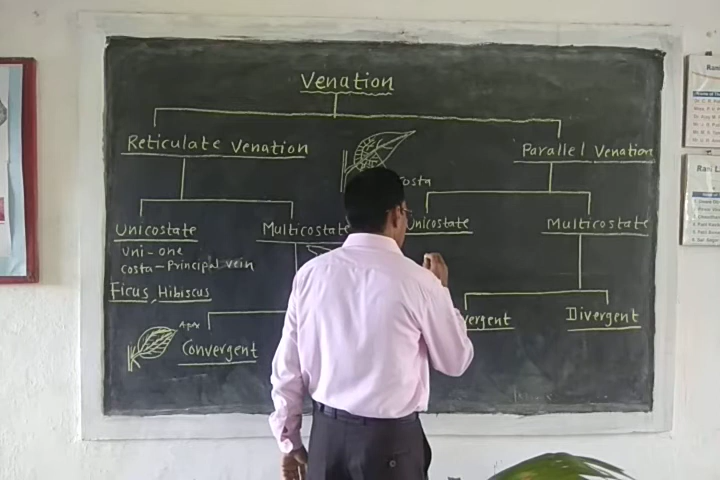 Venation
Reticulate Venation
Parallel Venation
Costa
Unicostate
Multicostate
Unicostate
Multicostate
Uni - one
Costa - Principal vein
Ficus, Hibiscus
Divergent
Apex
Convergent
Rani